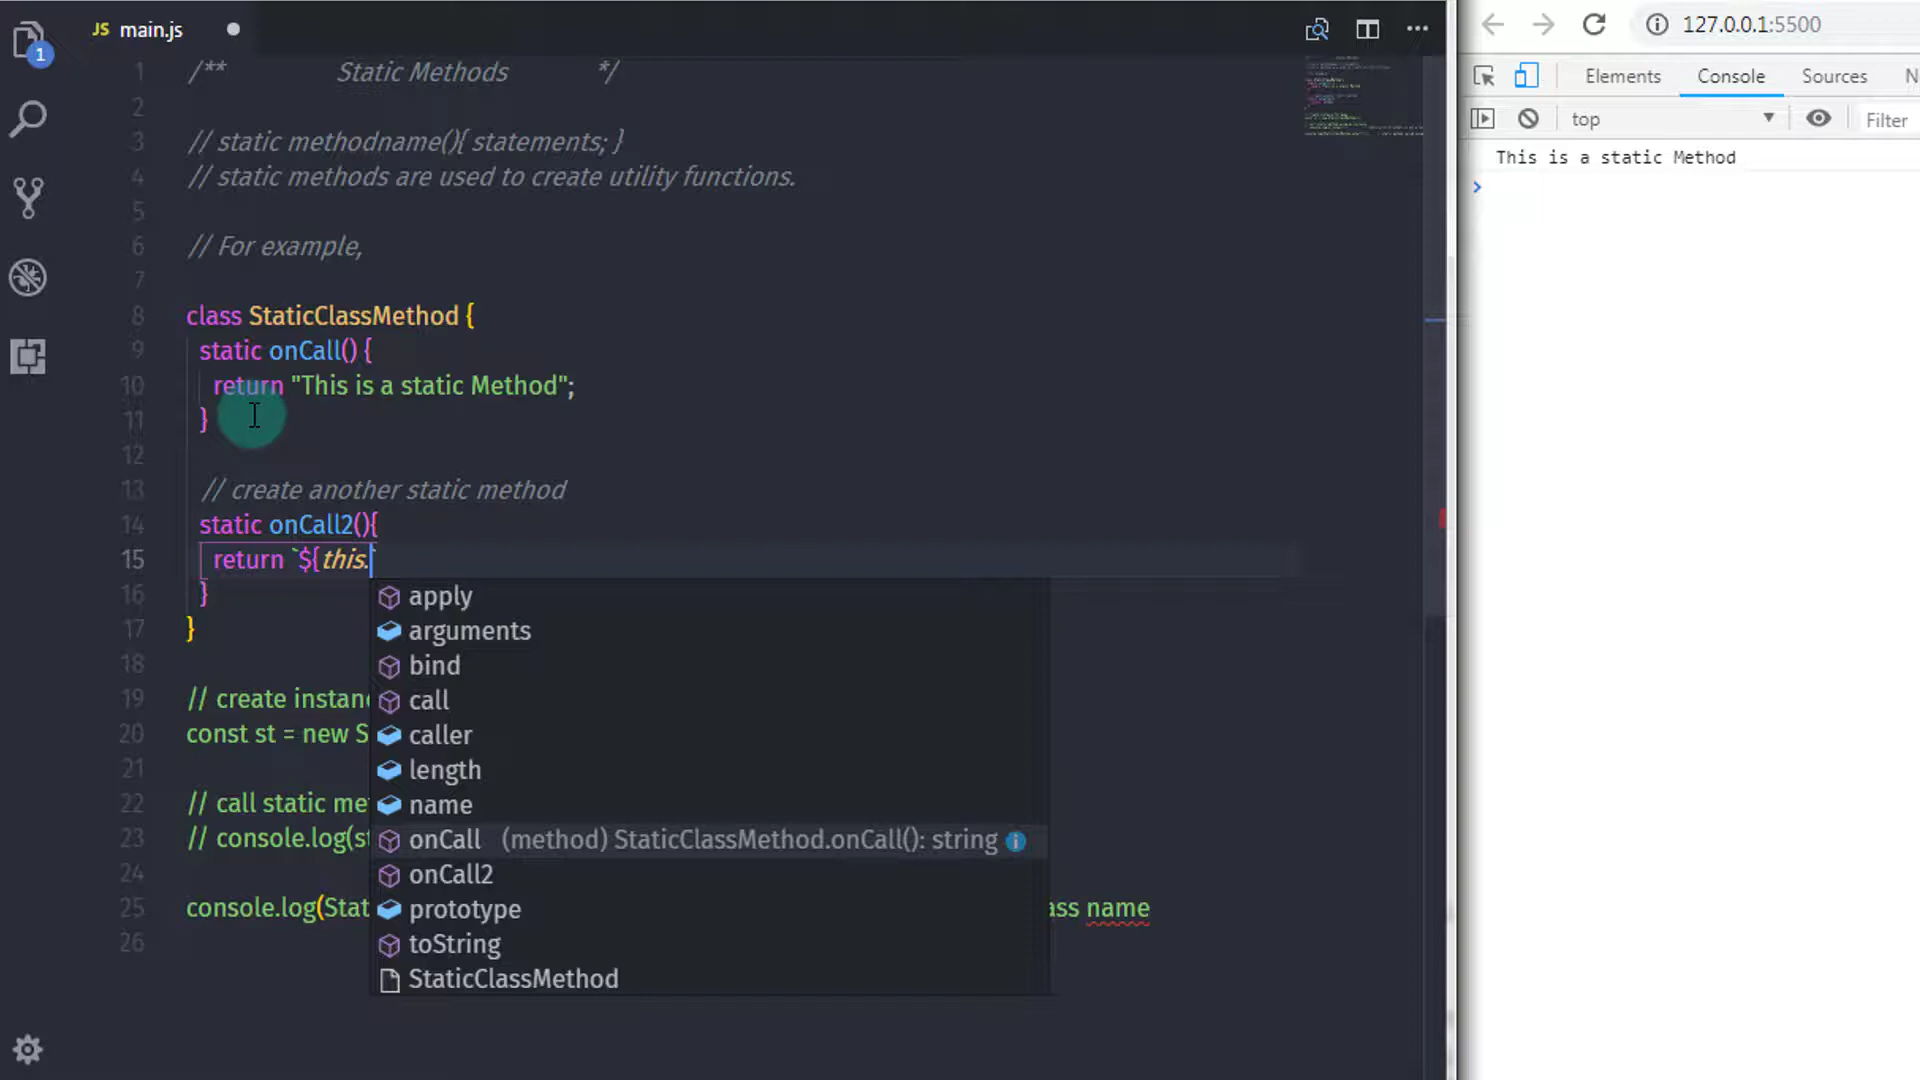 1
JS main.js
1 /** Static Methods */
2
3 // static methodname(){ statements; }
4 // static methods are used to create utility functions.
5
6 // For example,
7
8 class StaticClassMethod {
9 static onCall() {
10 return "This is a static Method";
11 }
12
13 // create another static method
14 static onCall2(){
15 return `${this.`
16 }
17 }
18
19 // create instanc
20 const st = new S
21
22 // call static me
23 // console.log(st
24
25 console.log(Stat ass name
26
apply
arguments
bind
call
caller
length
name
onCall (method) StaticClassMethod.onCall(): string
onCall2
prototype
toString
StaticClassMethod
127.0.0.1:5500
Elements Console Sources N
top Filter
This is a static Method